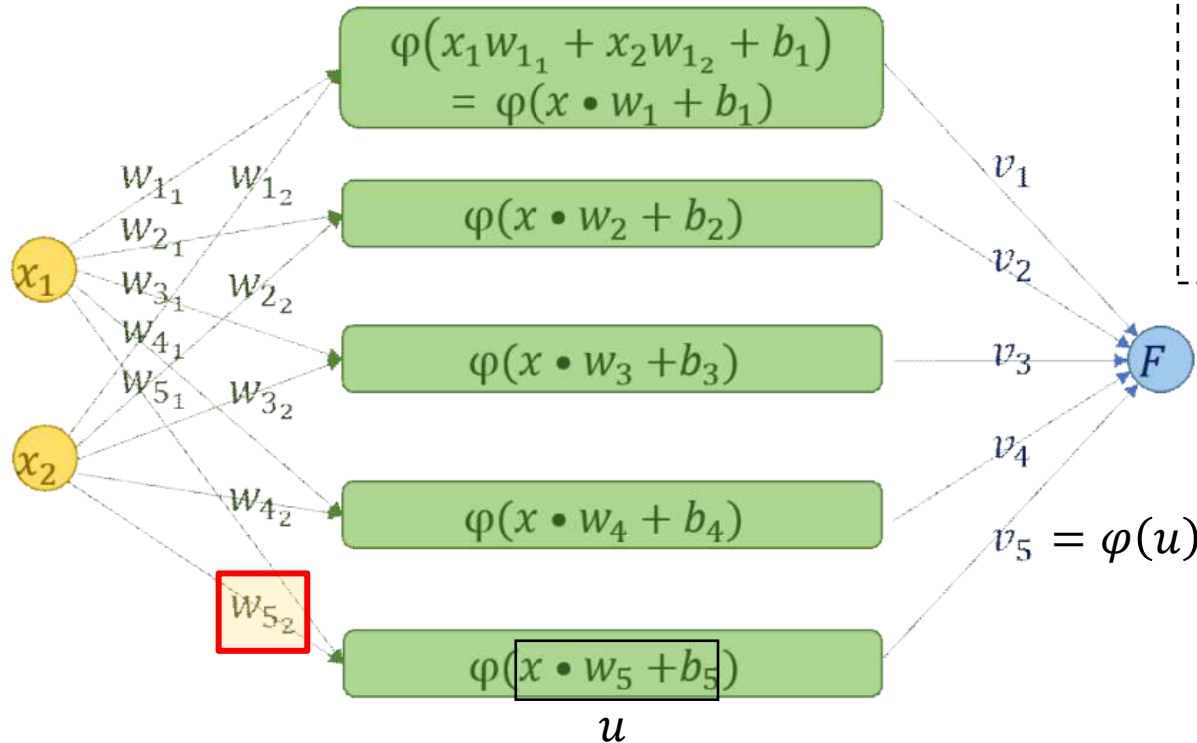 φ(x₁w₁₁ + x₂w₁₂ + b₁)
= φ(x • w₁ + b₁)
w₁₁
w₁₂
v₁
w₂₁
φ(x • w₂ + b₂)
x₁
w₃₁
w₂₂
v₂
w₄₁
φ(x • w₃ +b₃)
v₃
F
w₅₁
w₃₂
x₂
v₄
w₄₂
φ(x • w₄ + b₄)
v₅ = φ(u)
w₅₂
φ(x • w₅ +b₅)
u